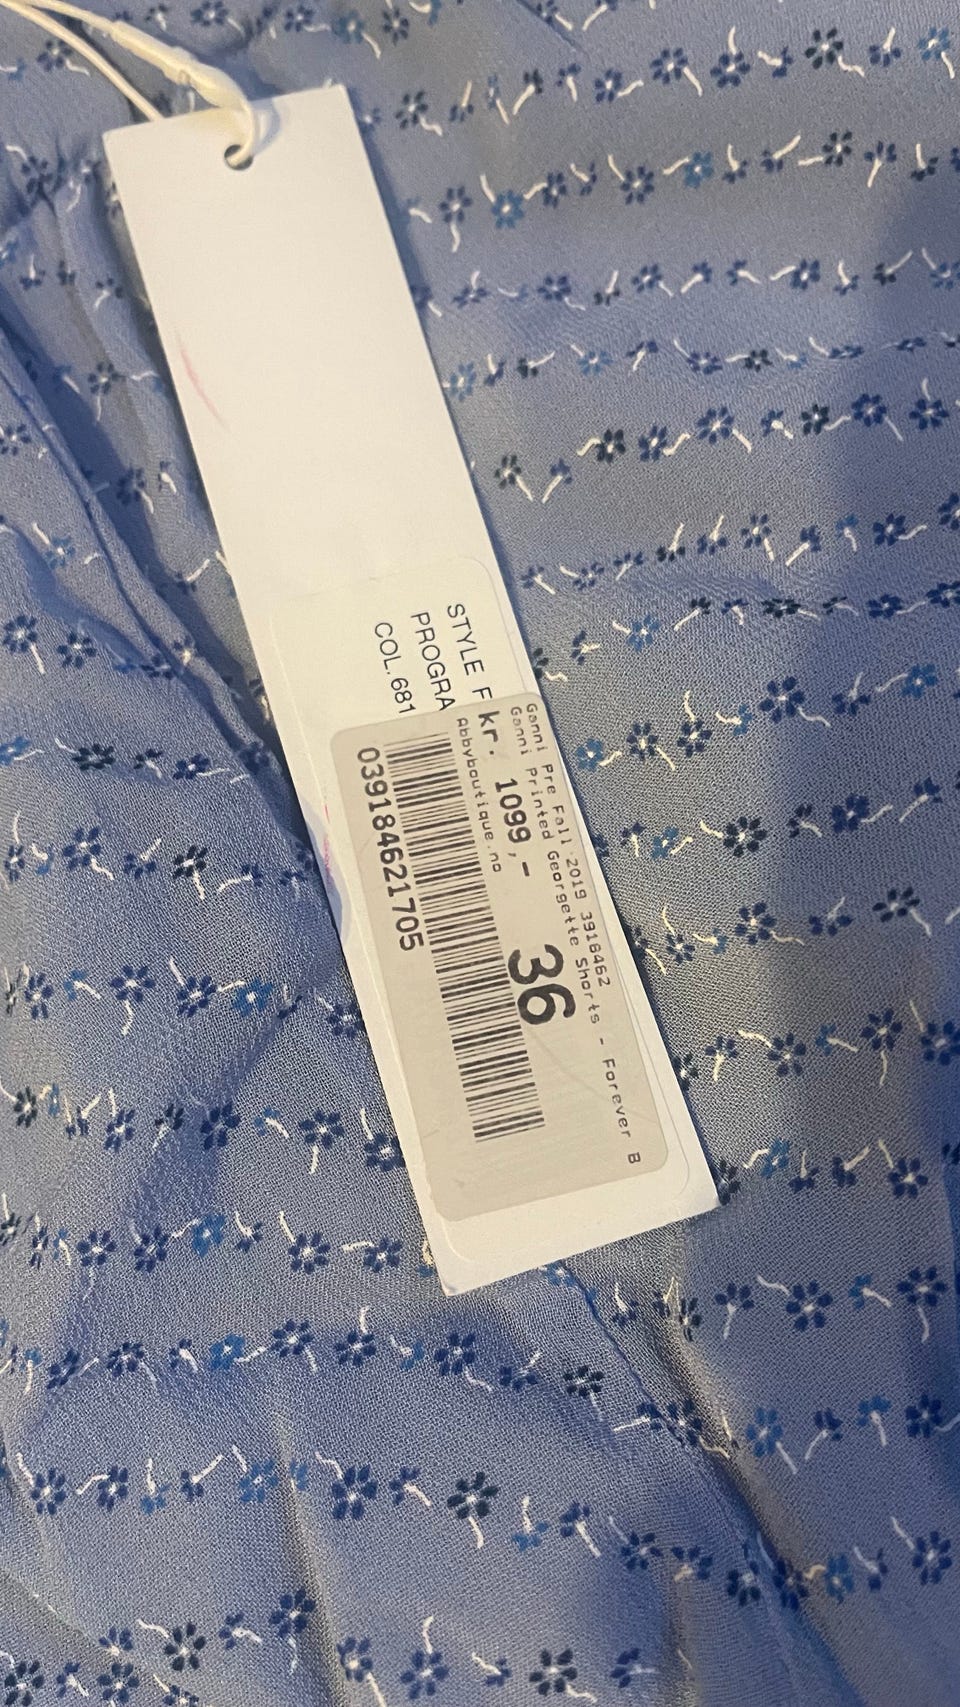 STYLE F
PROGRA
COL. 681
Ganni Pre Fall 2019 3918462
Ganni Printed Georgette Shorts - Forever B
kr. 1099,-
36
Abbyboutique.no
039184621705